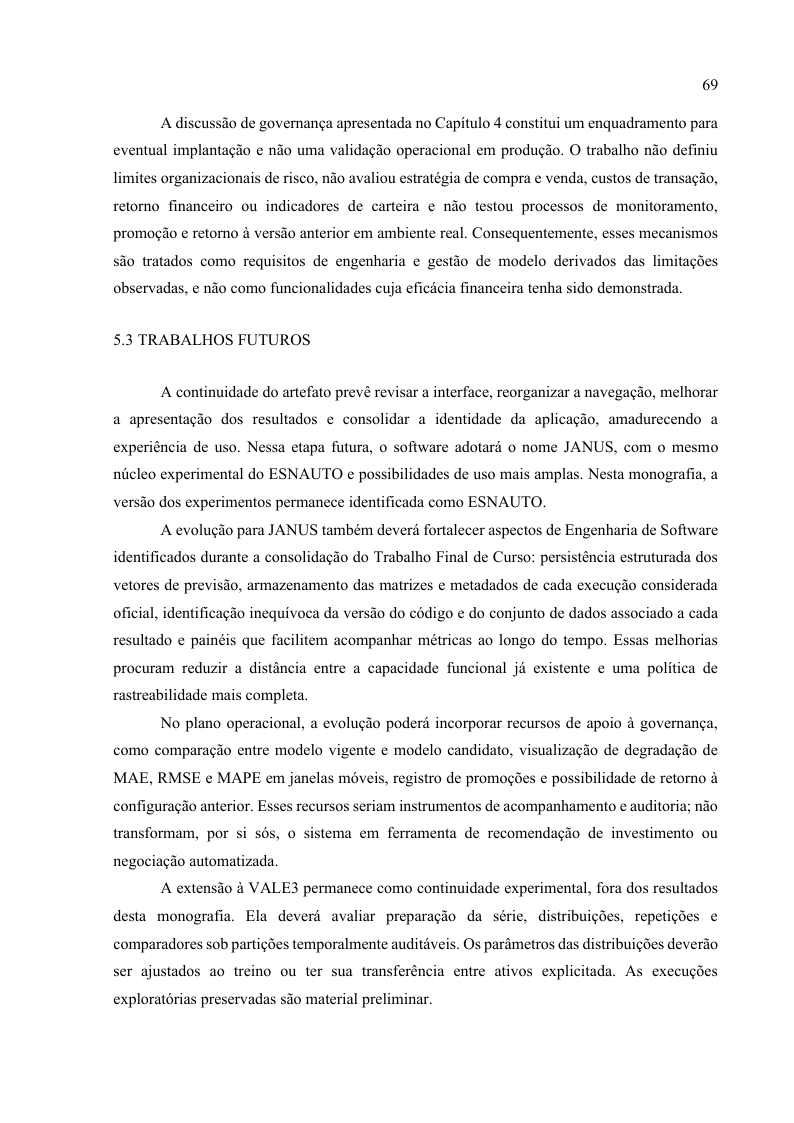 69
A discussão de governança apresentada no Capítulo 4 constitui um enquadramento para
eventual implantação e não uma validação operacional em produção. O trabalho não definiu
limites organizacionais de risco, não avaliou estratégia de compra e venda, custos de transação,
retorno financeiro ou indicadores de carteira e não testou processos de monitoramento,
promoção e retorno à versão anterior em ambiente real. Consequentemente, esses mecanismos
são tratados como requisitos de engenharia e gestão de modelo derivados das limitações
observadas, e não como funcionalidades cuja eficácia financeira tenha sido demonstrada.
5.3 TRABALHOS FUTUROS
A continuidade do artefato prevê revisar a interface, reorganizar a navegação, melhorar
a apresentação dos resultados e consolidar a identidade da aplicação, amadurecendo a
experiência de uso. Nessa etapa futura, o software adotará o nome JANUS, com o mesmo
núcleo experimental do ESNAUTO e possibilidades de uso mais amplas. Nesta monografia, a
versão dos experimentos permanece identificada como ESNAUTO.
A evolução para JANUS também deverá fortalecer aspectos de Engenharia de Software
identificados durante a consolidação do Trabalho Final de Curso: persistência estruturada dos
vetores de previsão, armazenamento das matrizes e metadados de cada execução considerada
oficial, identificação inequívoca da versão do código e do conjunto de dados associado a cada
resultado e painéis que facilitem acompanhar métricas ao longo do tempo. Essas melhorias
procuram reduzir a distância entre a capacidade funcional já existente e uma política de
rastreabilidade mais completa.
No plano operacional, a evolução poderá incorporar recursos de apoio à governança,
como comparação entre modelo vigente e modelo candidato, visualização de degradação de
MAE, RMSE e MAPE em janelas móveis, registro de promoções e possibilidade de retorno à
configuração anterior. Esses recursos seriam instrumentos de acompanhamento e auditoria; não
transformam, por si sós, o sistema em ferramenta de recomendação de investimento ou
negociação automatizada.
A extensão à VALE3 permanece como continuidade experimental, fora dos resultados
desta monografia. Ela deverá avaliar preparação da série, distribuições, repetições e
comparadores sob partições temporalmente auditáveis. Os parâmetros das distribuições deverão
ser ajustados ao treino ou ter sua transferência entre ativos explicitada. As execuções
exploratórias preservadas são material preliminar.